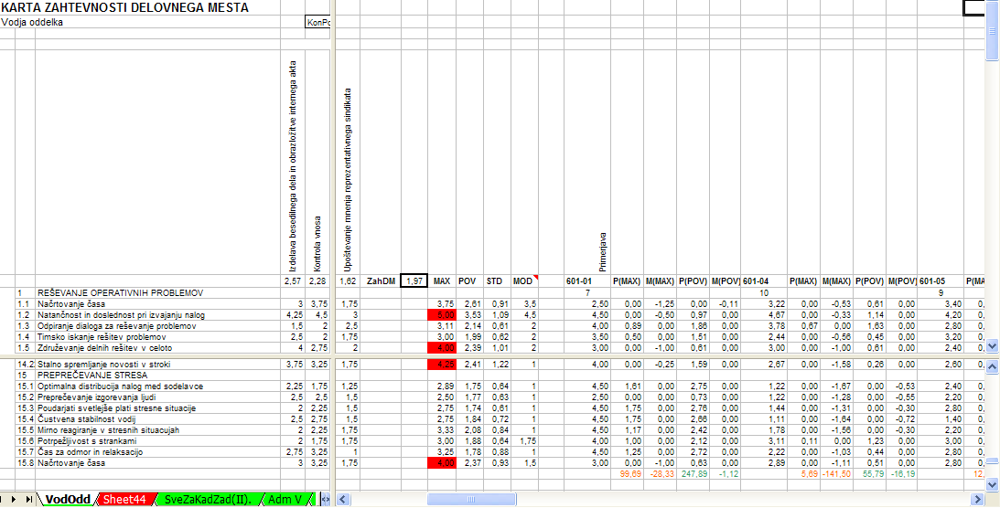 KARTA ZAHTEVNOSTI DELOVNEGA MESTA
Vodja oddelka KonPo
Izdelava besedilnega dela in obrazložitve internega akta
Kontrola vnosa
Upoštevanje mnenja reprezentativnega sindikata
Primerjava
2,57 2,28 1,62 ZahDM 1,97 MAX POV STD MOD 601-01 P(MAX) M(MAX) P(POV) M(POV) 601-04 P(MAX) M(MAX) P(POV) M(POV) 601-05 P(MA
1 REŠEVANJE OPERATIVNIH PROBLEMOV 7 10 9
1.1 Načrtovanje časa 3 3,75 1,75 3,75 2,61 0,91 3,5 2,50 0,00 -1,25 0,00 -0,11 3,22 0,00 -0,53 0,61 0,00 3,40 0,
1.2 Natančnost in doslednost pri izvajanju nalog 4,25 4,5 3 5,00 3,53 1,09 4,5 4,50 0,00 -0,50 0,97 0,00 4,67 0,00 -0,33 1,14 0,00 4,20 0,
1.3 Odpiranje dialoga za reševanje problemov 1,5 2 2,5 3,11 2,14 0,61 2 4,00 0,89 0,00 1,86 0,00 3,78 0,67 0,00 1,63 0,00 2,80 0,
1.4 Timsko iskanje rešitev problemov 2,5 2 1,75 3,00 1,99 0,62 2 3,50 0,50 0,00 1,51 0,00 2,44 0,00 -0,56 0,45 0,00 3,20 0,
1.5 Združevanje delnih rešitev v celoto 4 2,75 2 4,00 2,39 1,01 2 3,00 0,00 -1,00 0,61 0,00 3,00 0,00 -1,00 0,61 0,00 2,40 0,
14.2 Stalno spremljanje novosti v stroki 3,75 3,25 1,75 4,25 2,41 1,22 1 4,00 0,00 -0,25 1,59 0,00 2,67 0,00 -1,58 0,26 0,00 2,60 0,
15 PREPREČEVANJE STRESA
15.1 Optimalna distribucija nalog med sodelavce 2,25 1,75 1,25 2,89 1,75 0,64 1 4,50 1,61 0,00 2,75 0,00 1,22 0,00 -1,67 0,00 -0,53 2,40 0,
15.2 Preprečevanje izgorevanja ljudi 2,5 2,5 1,5 2,50 1,77 0,63 1 2,50 0,00 0,00 0,73 0,00 1,22 0,00 -1,28 0,00 -0,55 2,20 0,
15.3 Poudarjati svetlejše plati stresne situacije 2 2,25 1,5 2,75 1,74 0,61 1 4,50 1,75 0,00 2,76 0,00 1,44 0,00 -1,31 0,00 -0,30 2,80 0,
15.4 Čustvena stabilnost vodij 2,5 2,75 1,5 2,75 1,84 0,72 1 4,50 1,75 0,00 2,66 0,00 1,11 0,00 -1,64 0,00 -0,72 1,40 0,
15.5 Mirno reagiranje v stresnih situacujah 2 2,25 1,75 3,33 2,08 0,84 1 4,50 1,17 0,00 2,42 0,00 1,78 0,00 -1,56 0,00 -0,30 2,20 0,
15.6 Potrpežljivost s strankami 2 1,75 1,75 3,00 1,88 0,64 1,75 4,00 1,00 0,00 2,12 0,00 3,11 0,11 0,00 1,23 0,00 3,00 0,
15.7 Čas za odmor in relaksacijo 2,75 3,25 1 3,25 1,78 0,88 1 4,50 1,25 0,00 2,72 0,00 2,22 0,00 -1,03 0,44 0,00 2,80 0,
15.8 Načrtovanje časa 3 3,25 1,75 4,00 2,37 0,93 1,5 3,00 0,00 -1,00 0,63 0,00 2,89 0,00 -1,11 0,51 0,00 2,80 0,
99,69 -28,33 247,89 -1,12 5,69 -141,50 55,79 -16,19 12,
VodOdd Sheet44 SveZaKadZad(II). Adm V